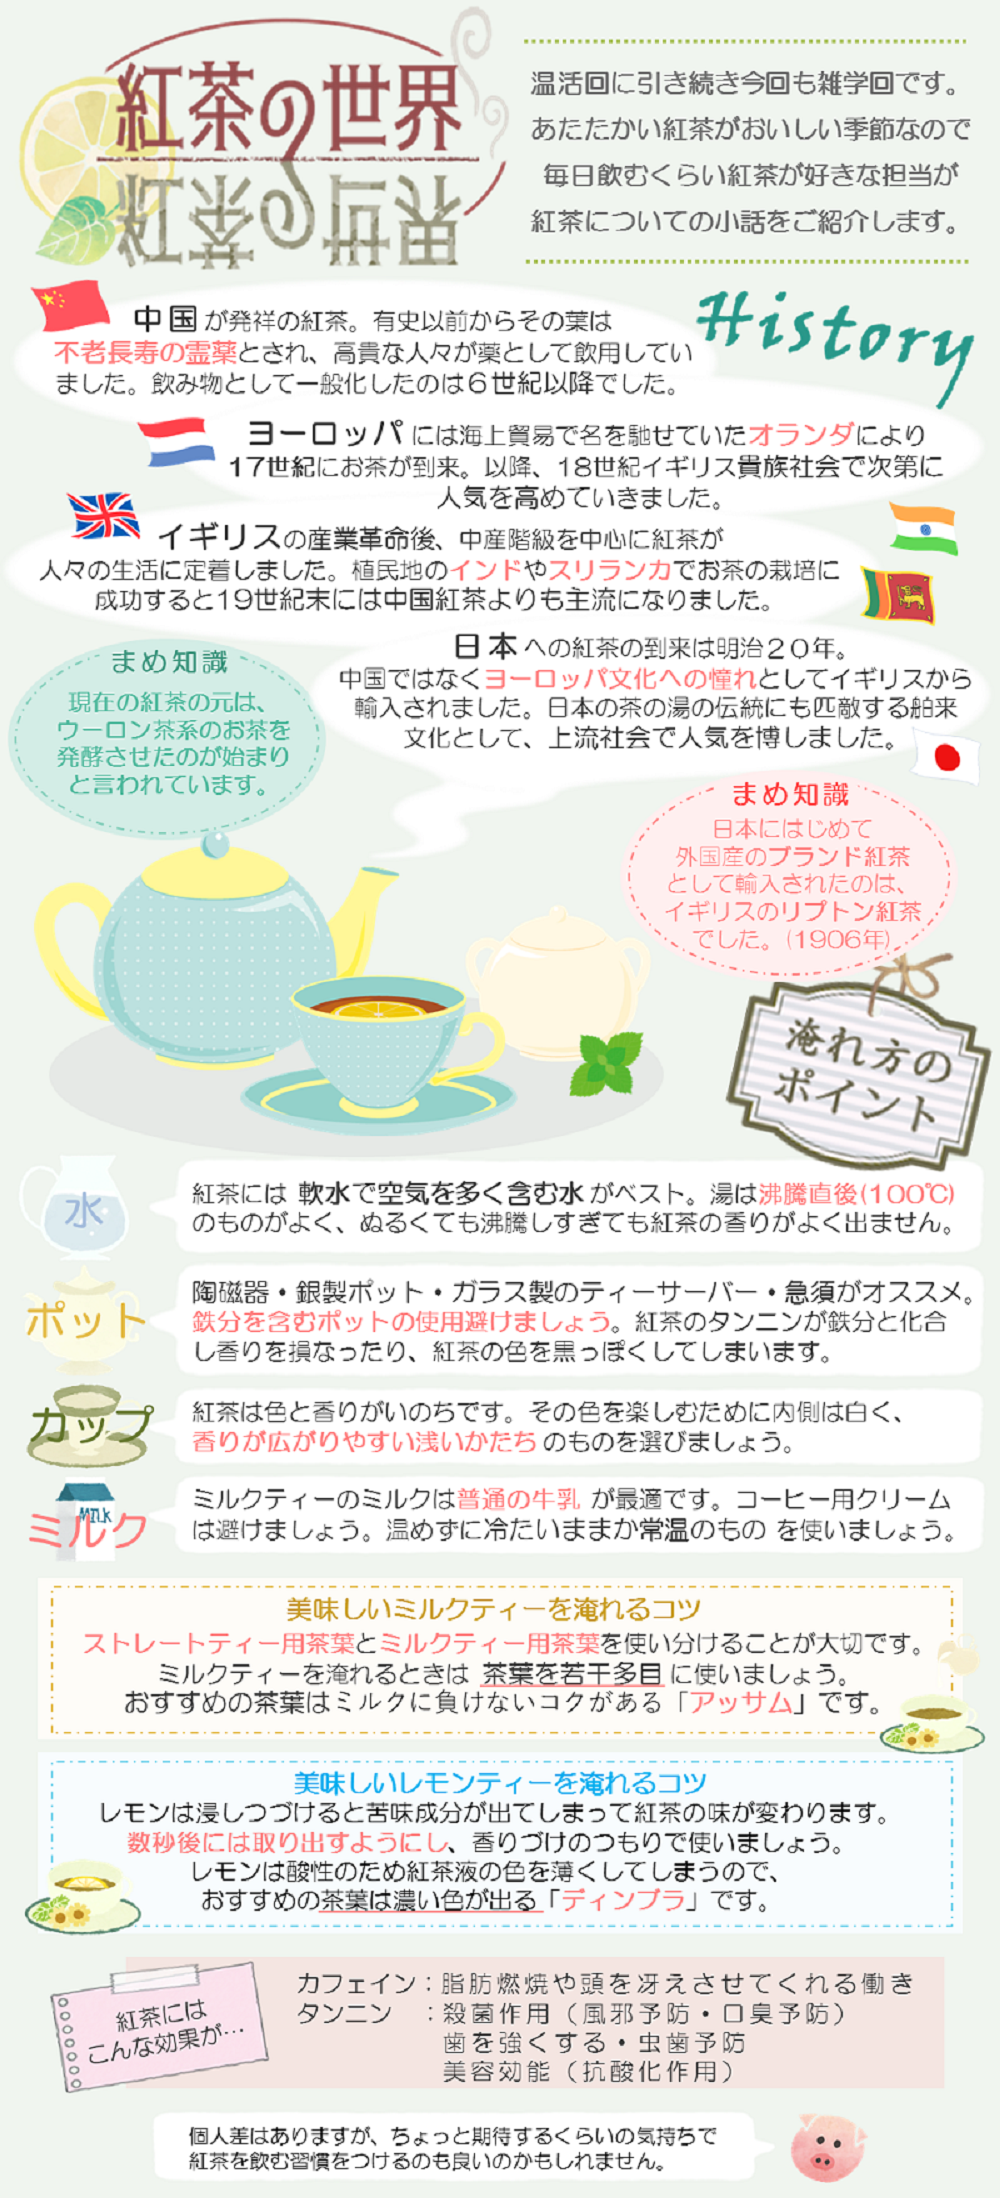 紅茶の世界
温活回に引き続き今回も雑学回です。
あたたかい紅茶がおいしい季節なので
毎日飲むくらい紅茶が好きな担当が
紅茶についての小話をご紹介します。
History
中国が発祥の紅茶。有史以前からその葉は
不老長寿の霊薬とされ、高貴な人々が薬として飲用してい
ました。飲み物として一般化したのは6世紀以降でした。
ヨーロッパには海上貿易で名を馳せていたオランダにより
17世紀にお茶が到来。以降、18世紀イギリス貴族社会で次第に
人気を高めていきました。
イギリスの産業革命後、中産階級を中心に紅茶が
人々の生活に定着しました。植民地のインドやスリランカでお茶の栽培に
成功すると19世紀末には中国紅茶よりも主流になりました。
日本への紅茶の到来は明治20年。
中国ではなくヨーロッパ文化への憧れとしてイギリスから
輸入されました。日本の茶の湯の伝統にも匹敵する舶来
文化として、上流社会で人気を博しました。
まめ知識
現在の紅茶の元は、
ウーロン茶系のお茶を
発酵させたのが始まり
と言われています。
まめ知識
日本にはじめて
外国産のブランド紅茶
として輸入されたのは、
イギリスのリプトン紅茶
でした。(1906年)
淹れ方の
ポイント
水
紅茶には 軟水で空気を多く含む水 がベスト。湯は沸騰直後(100℃)
のものがよく、ぬるくても沸騰しすぎても紅茶の香りがよく出ません。
ポット
陶磁器・銀製ポット・ガラス製のティーサーバー・急須がオススメ。
鉄分を含むポットの使用避けましょう。紅茶のタンニンが鉄分と化合
し香りを損なったり、紅茶の色を黒っぽくしてしまいます。
カップ
紅茶は色と香りがいのちです。その色を楽しむために内側は白く、
香りが広がりやすい浅いかたち のものを選びましょう。
MILK
ミルク
ミルクティーのミルクは普通の牛乳 が最適です。コーヒー用クリーム
は避けましょう。温めずに冷たいままか常温のもの を使いましょう。
美味しいミルクティーを淹れるコツ
ストレートティー用茶葉とミルクティー用茶葉を使い分けることが大切です。
ミルクティーを淹れるときは 茶葉を若干多目 に使いましょう。
おすすめの茶葉はミルクに負けないコクがある「アッサム」です。
美味しいレモンティーを淹れるコツ
レモンは浸しつづけると苦味成分が出てしまって紅茶の味が変わります。
数秒後には取り出すようにし、香りづけのつもりで使いましょう。
レモンは酸性のため紅茶液の色を薄くしてしまうので、
おすすめの茶葉は濃い色が出る「ディンブラ」です。
紅茶には
こんな効果が…
カフェイン:脂肪燃焼や頭を冴えさせてくれる働き
タンニン :殺菌作用(風邪予防・口臭予防)
歯を強くする・虫歯予防
美容効能(抗酸化作用)
個人差はありますが、ちょっと期待するくらいの気持ちで
紅茶を飲む習慣をつけるのも良いのかもしれません。